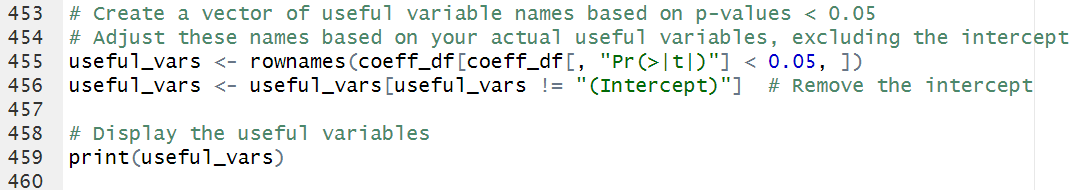 453 # Create a vector of useful variable names based on p-values < 0.05
454 # Adjust these names based on your actual useful variables, excluding the intercept
455 useful_vars <- rownames(coeff_df[coeff_df[, "Pr(>|t|)"] < 0.05, ])
456 useful_vars <- useful_vars[useful_vars != "(Intercept)"]  # Remove the intercept
457
458 # Display the useful variables
459 print(useful_vars)
460